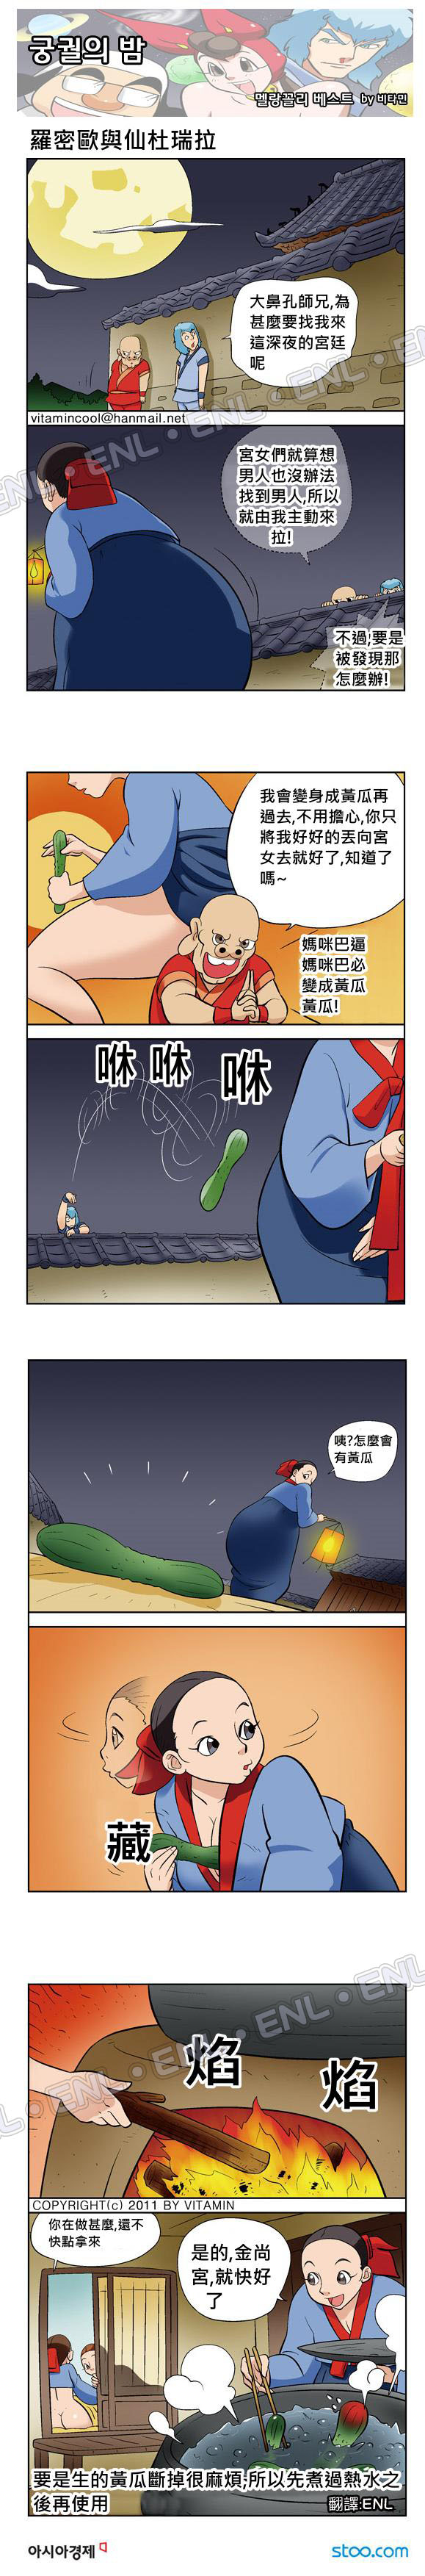 궁궐의 밤
멜랑꼴리 베스트 by 비타민
羅密歐與仙杜瑞拉
大鼻孔師兄,為
甚麼要找我來
這深夜的宮廷
呢
vitamincool@hanmail.net
ENL · ENL · ENL · ENL
宮女們就算想
男人也沒辦法
找到男人,所以
就由我主動來
拉!
不過,要是
被發現那
怎麼辦!
我會變身成黃瓜再
過去,不用擔心,你只
將我好好的丟向宮
女去就好了,知道了
嗎~
媽咪巴逼
媽咪巴必
變成黃瓜
黃瓜!
咻 咻 咻
咦?怎麼會
有黃瓜
藏
ENL · ENL · ENL · ENL
焰
焰
COPYRIGHT(c) 2011 BY VITAMIN
你在做甚麼,還不
快點拿來
是的,金尚
宮,就快好
了
要是生的黃瓜斷掉很麻煩,所以先煮過熱水之
後再使用
翻譯:ENL
아시아경제
stoo.com